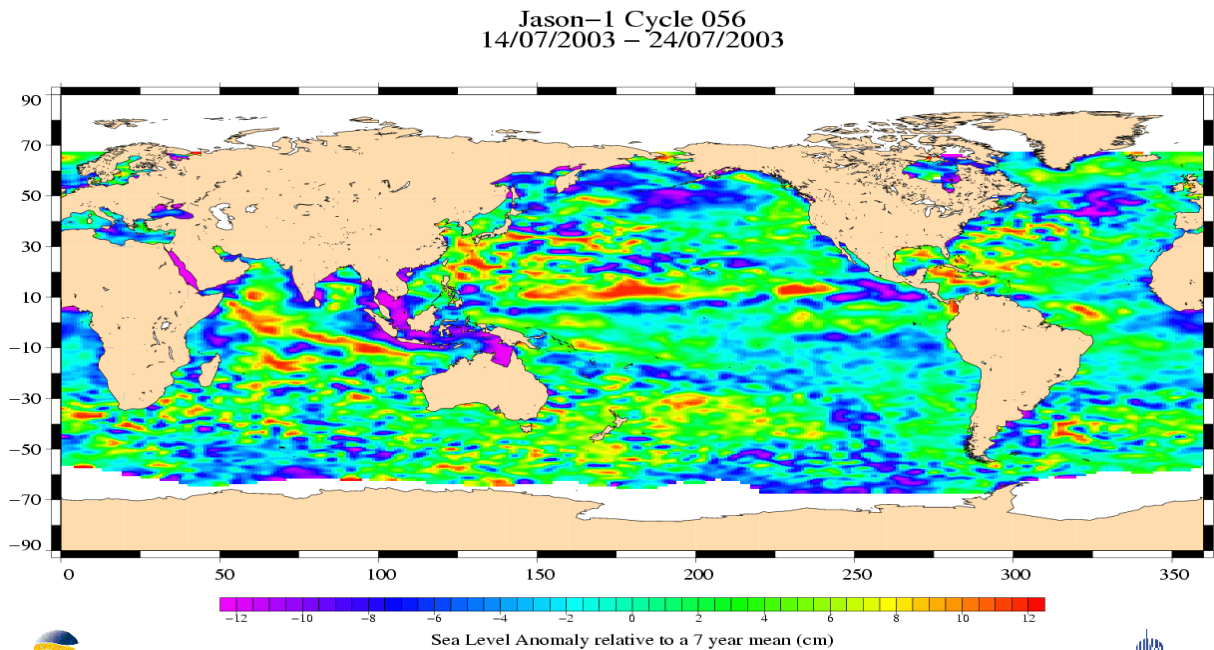 Jason−1 Cycle 056
14/07/2003 − 24/07/2003
90
70
50
30
10
−10
−30
−50
−70
−90
0 50 100 150 200 250 300 350
−12 −10 −8 −6 −4 −2 0 2 4 6 8 10 12
Sea Level Anomaly relative to a 7 year mean (cm)